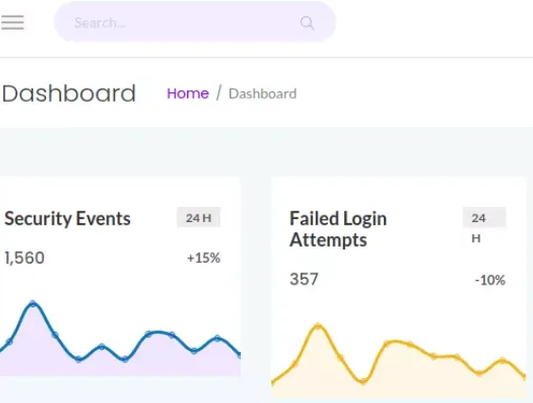 Search...
Dashboard Home / Dashboard
Security Events 24 H
1,560 +15%
Failed Login 24
Attempts H
357 -10%